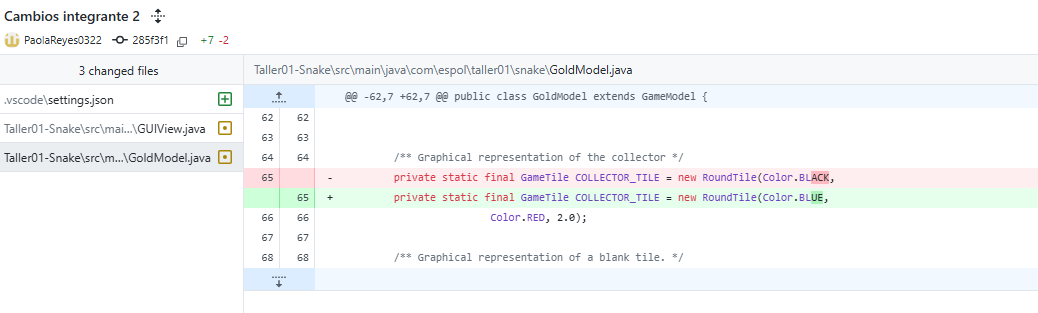 Cambios integrante 2
PaolaReyes0322 285f3f1 +7 -2
3 changed files
.vscode\settings.json
Taller01-Snake\src\mai...\GUIView.java
Taller01-Snake\src\m...\GoldModel.java
Taller01-Snake\src\main\java\com\espol\taller01\snake\GoldModel.java
@@ -62,7 +62,7 @@ public class GoldModel extends GameModel {
62 62
63 63
64 64 /** Graphical representation of the collector */
65 - private static final GameTile COLLECTOR_TILE = new RoundTile(Color.BLACK,
65 + private static final GameTile COLLECTOR_TILE = new RoundTile(Color.BLUE,
66 66 Color.RED, 2.0);
67 67
68 68 /** Graphical representation of a blank tile. */